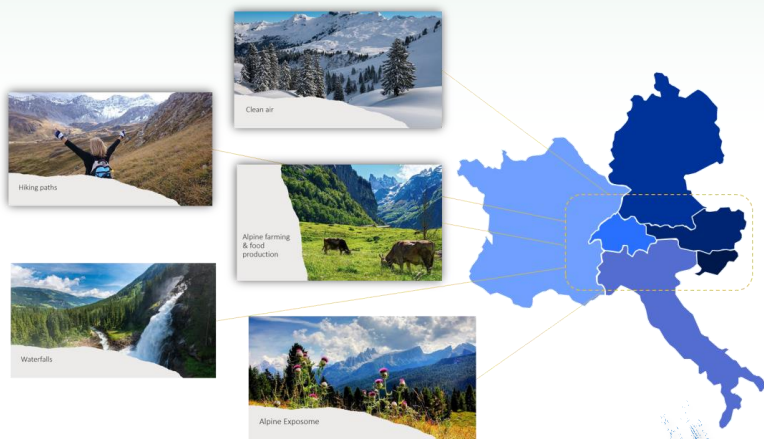 Clean air
Hiking paths
Alpine farming
& food
production
Waterfalls
Alpine Exposome